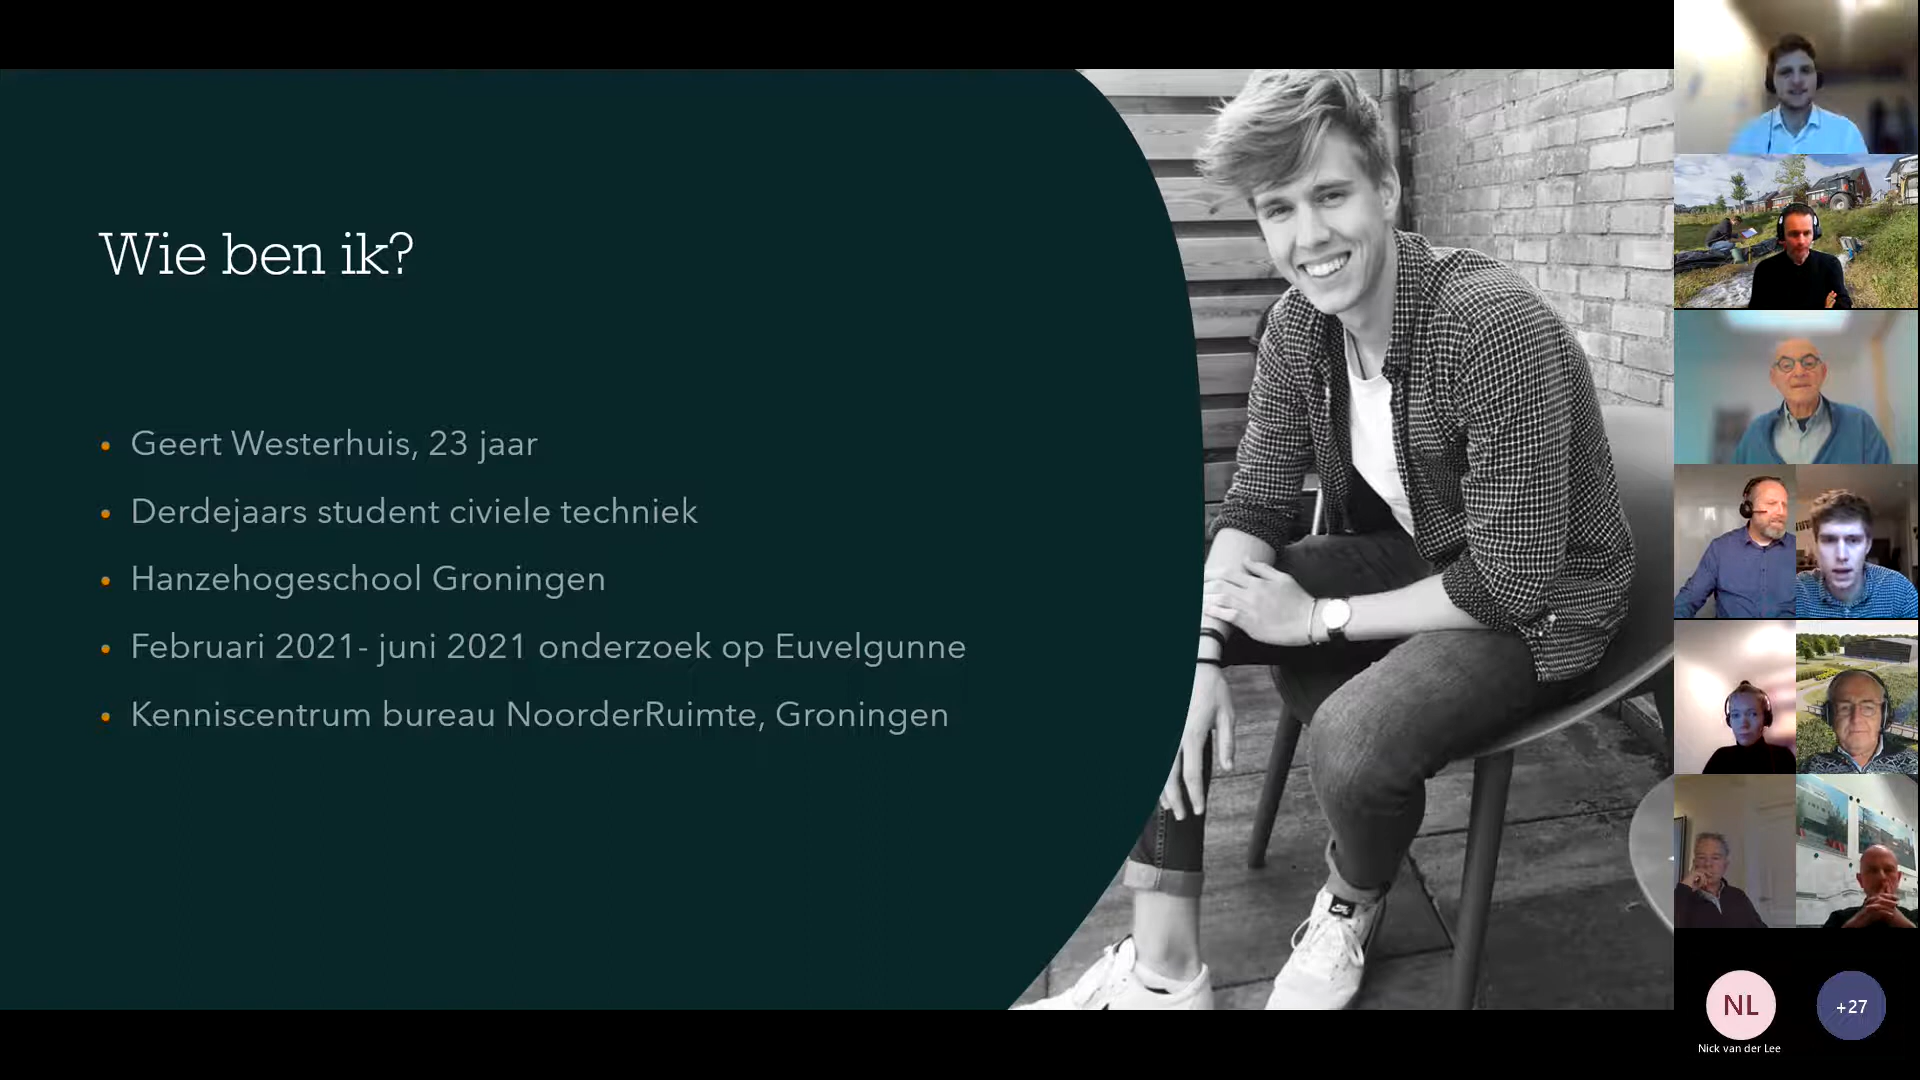 Wie ben ik?
Geert Westerhuis, 23 jaar
Derdejaars student civiele techniek
Hanzehogeschool Groningen
Februari 2021- juni 2021 onderzoek op Euvelgunne
Kenniscentrum bureau NoorderRuimte, Groningen
NL
+27
Nick van der Lee